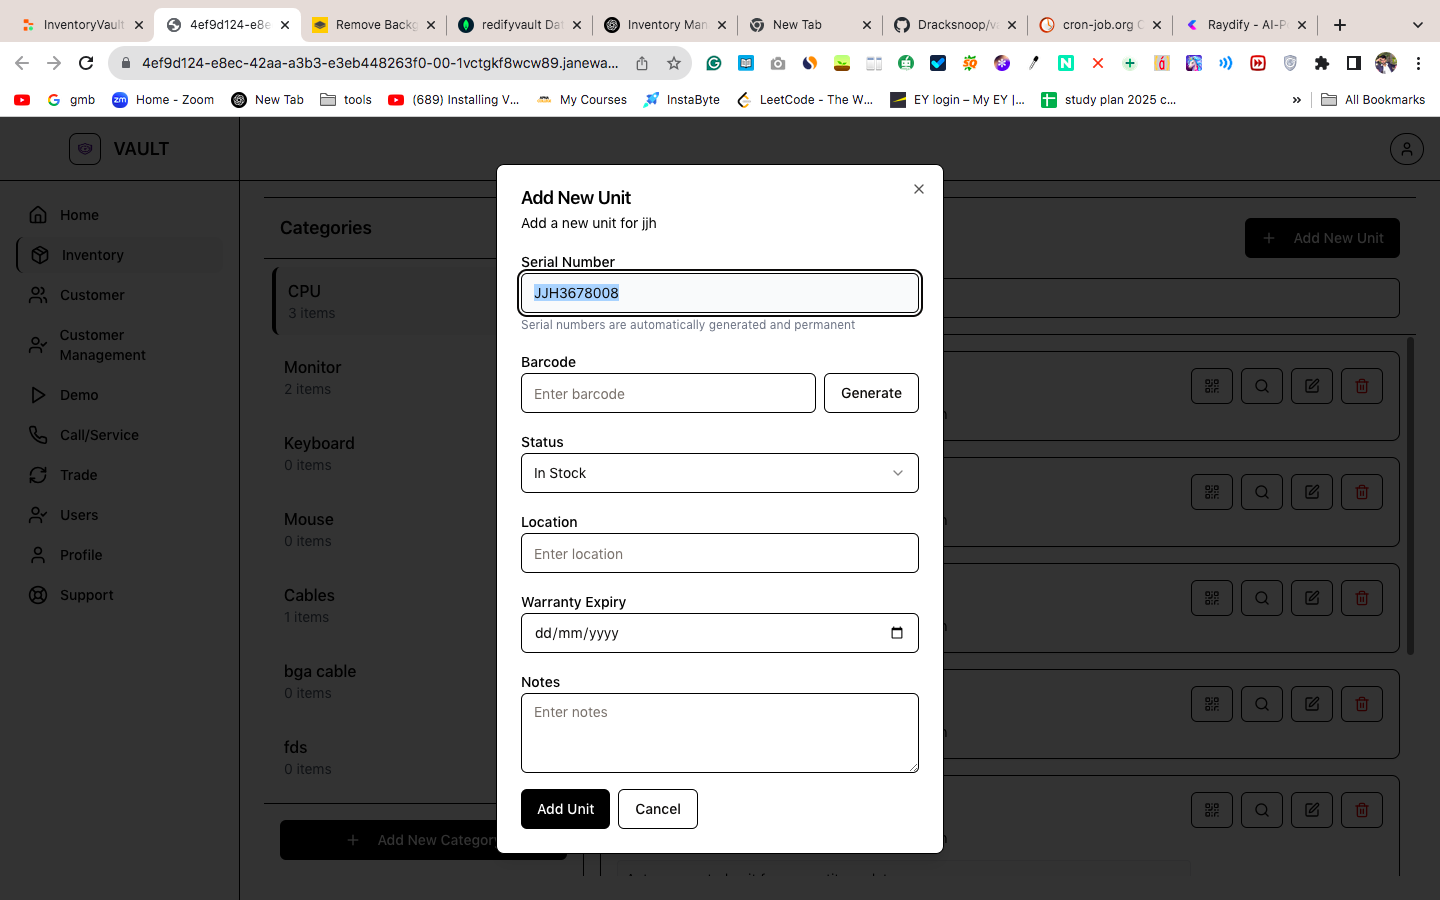 InventoryVault
4ef9d124-e8e
Remove Backg
redifyvault Dat
Inventory Man
New Tab
Dracksnoop/va
cron-job.org C
Raydify - AI-P
4ef9d124-e8ec-42aa-a3b3-e3eb448263f0-00-1vctgkf8wcw89.janewa...
gmb
Home - Zoom
New Tab
tools
(689) Installing V...
My Courses
InstaByte
LeetCode - The W...
EY login – My EY |...
study plan 2025 c...
»
All Bookmarks
VAULT
Home
Inventory
Customer
Customer
Management
Demo
Call/Service
Trade
Users
Profile
Support
Categories
CPU
3 items
Monitor
2 items
Keyboard
0 items
Mouse
0 items
Cables
1 items
bga cable
0 items
fds
0 items
+ Add New Category
+ Add New Unit
Add New Unit
Add a new unit for jjh
Serial Number
JJH3678008
Serial numbers are automatically generated and permanent
Barcode
Enter barcode
Generate
Status
In Stock
Location
Enter location
Warranty Expiry
dd/mm/yyyy
Notes
Enter notes
Add Unit
Cancel